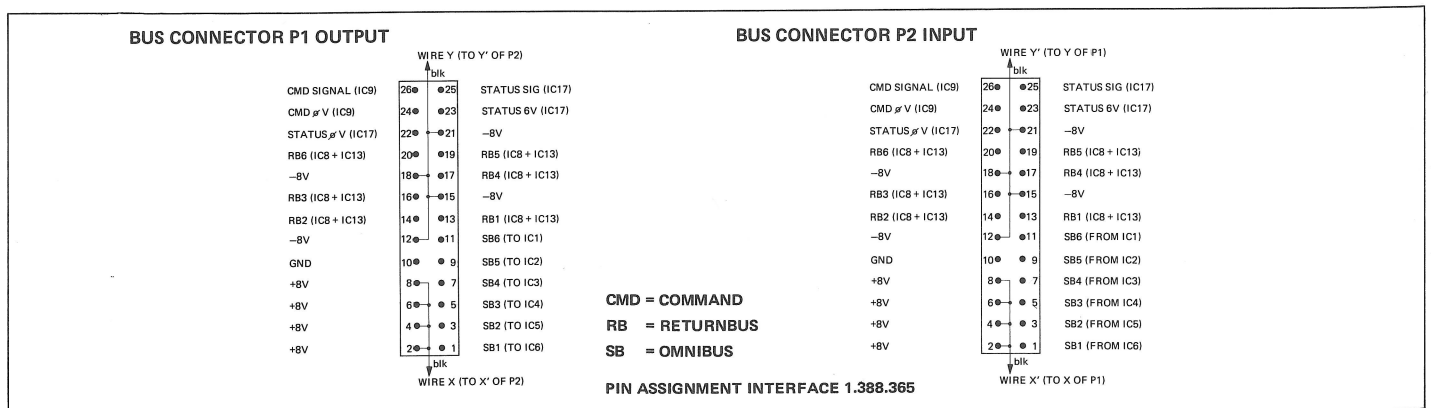 BUS CONNECTOR P1 OUTPUT
WIRE Y (TO Y' OF P2)
blk
CMD SIGNAL (IC9) 26 25 STATUS SIG (IC17)
CMD ø V (IC9) 24 23 STATUS 6V (IC17)
STATUS ø V (IC17) 22 21 –8V
RB6 (IC8 + IC13) 20 19 RB5 (IC8 + IC13)
–8V 18 17 RB4 (IC8 + IC13)
RB3 (IC8 + IC13) 16 15 –8V
RB2 (IC8 + IC13) 14 13 RB1 (IC8 + IC13)
–8V 12 11 SB6 (TO IC1)
GND 10 9 SB5 (TO IC2)
+8V 8 7 SB4 (TO IC3)
+8V 6 5 SB3 (TO IC4)
+8V 4 3 SB2 (TO IC5)
+8V 2 1 SB1 (TO IC6)
blk
WIRE X (TO X' OF P2)
CMD = COMMAND
RB = RETURNBUS
SB = OMNIBUS
PIN ASSIGNMENT INTERFACE 1.388.365
BUS CONNECTOR P2 INPUT
WIRE Y' (TO Y OF P1)
blk
CMD SIGNAL (IC9) 26 25 STATUS SIG (IC17)
CMD ø V (IC9) 24 23 STATUS 6V (IC17)
STATUS ø V (IC17) 22 21 –8V
RB6 (IC8 + IC13) 20 19 RB5 (IC8 + IC13)
–8V 18 17 RB4 (IC8 + IC13)
RB3 (IC8 + IC13) 16 15 –8V
RB2 (IC8 + IC13) 14 13 RB1 (IC8 + IC13)
–8V 12 11 SB6 (FROM IC1)
GND 10 9 SB5 (FROM IC2)
+8V 8 7 SB4 (FROM IC3)
+8V 6 5 SB3 (FROM IC4)
+8V 4 3 SB2 (FROM IC5)
+8V 2 1 SB1 (FROM IC6)
blk
WIRE X' (TO X OF P1)